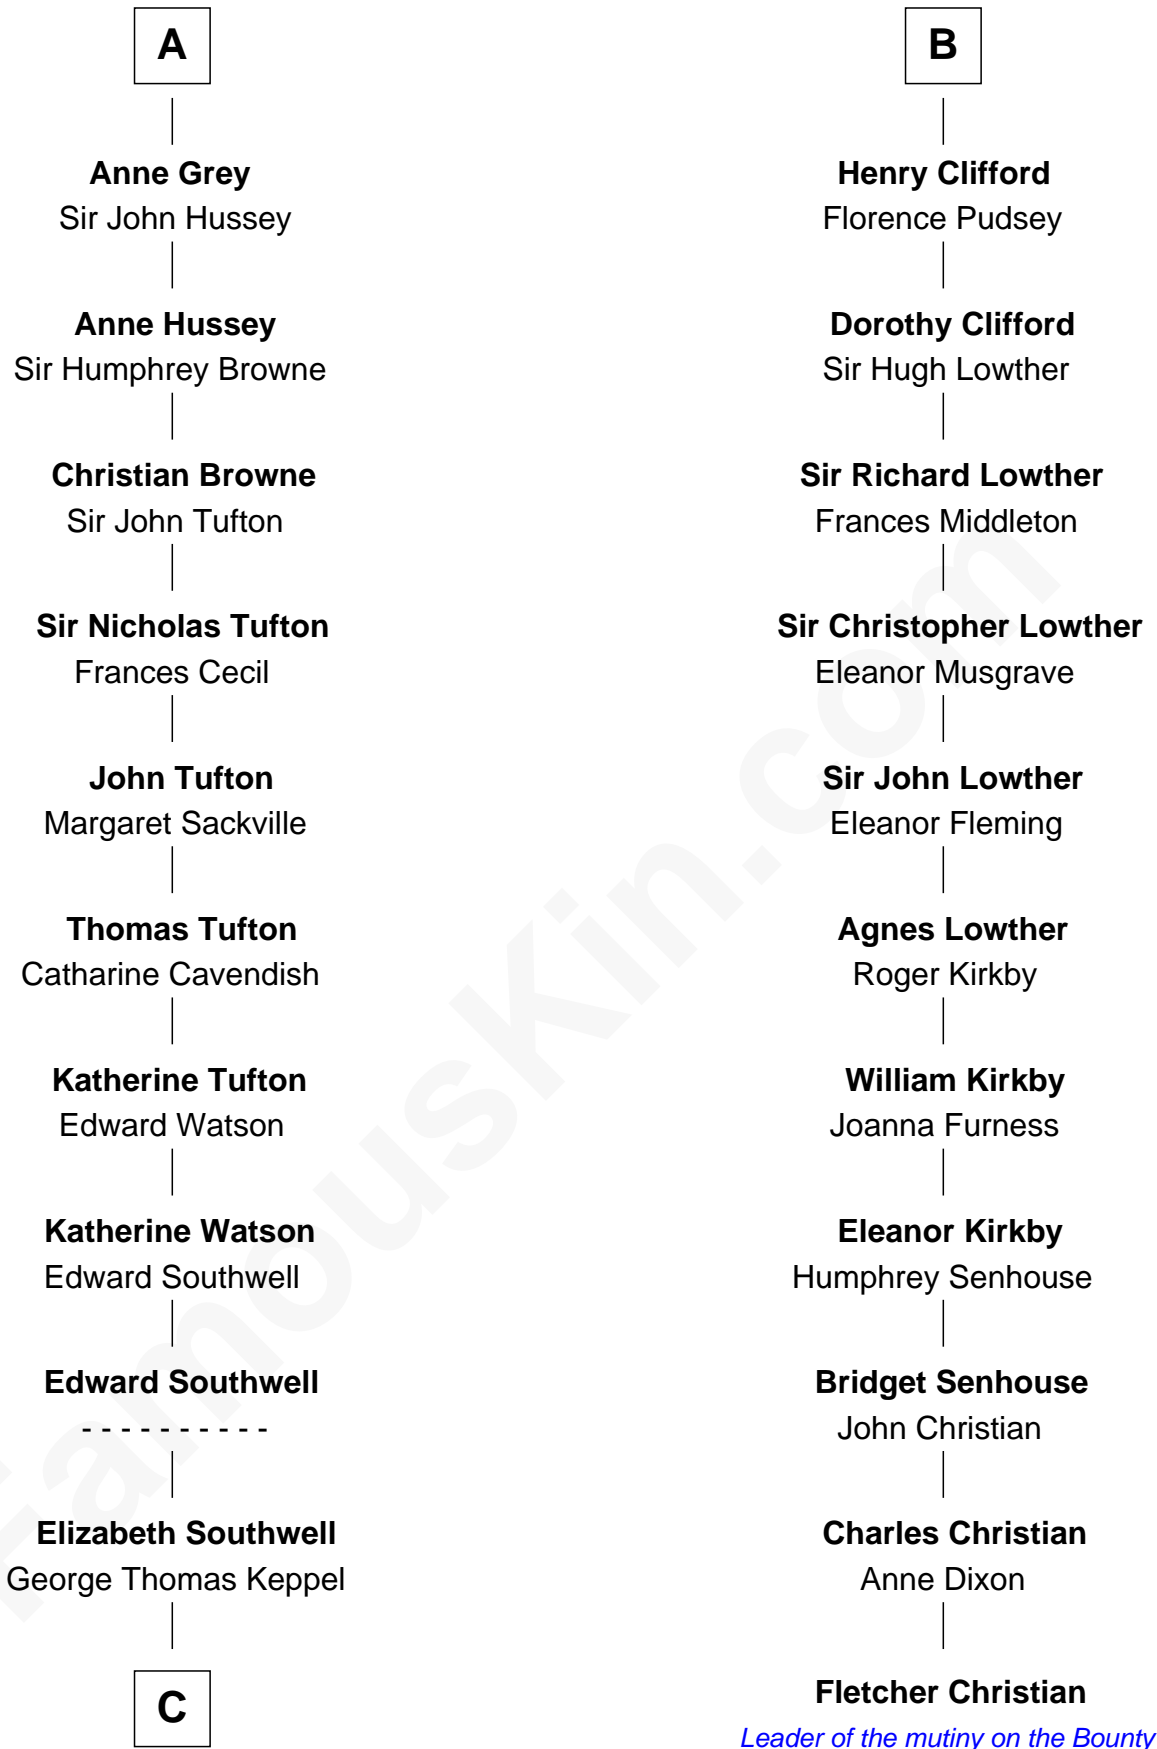 A
Anne Grey
Sir John Hussey
Anne Hussey
Sir Humphrey Browne
Christian Browne
Sir John Tufton
Sir Nicholas Tufton
Frances Cecil
John Tufton
Margaret Sackville
Thomas Tufton
Catharine Cavendish
Katherine Tufton
Edward Watson
Katherine Watson
Edward Southwell
Edward Southwell
- - - - - - - - - -
Elizabeth Southwell
George Thomas Keppel
C
B
Henry Clifford
Florence Pudsey
Dorothy Clifford
Sir Hugh Lowther
Sir Richard Lowther
Frances Middleton
Sir Christopher Lowther
Eleanor Musgrave
Sir John Lowther
Eleanor Fleming
Agnes Lowther
Roger Kirkby
William Kirkby
Joanna Furness
Eleanor Kirkby
Humphrey Senhouse
Bridget Senhouse
John Christian
Charles Christian
Anne Dixon
Fletcher Christian
Leader of the mutiny on the Bounty
FamousKin.com